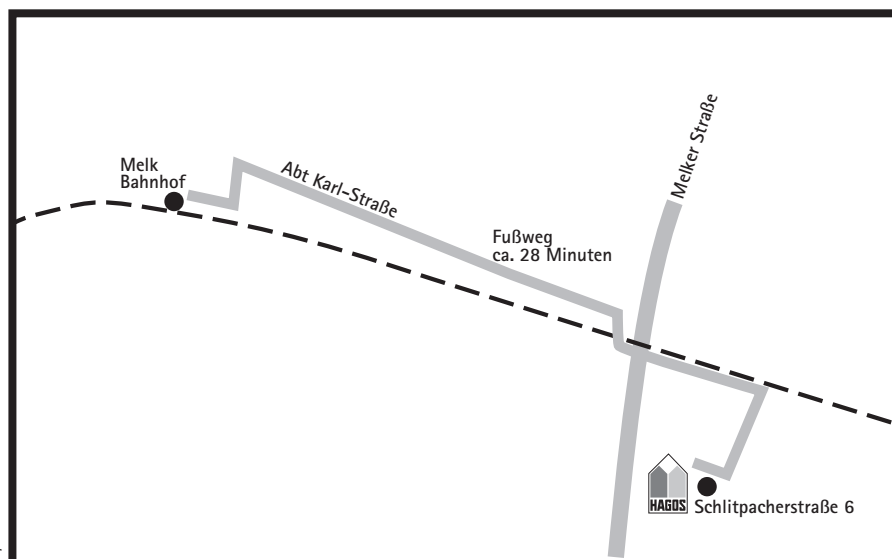 Melk
Bahnhof
Abt Karl-Straße
Melker Straße
Fußweg
ca. 28 Minuten
HAGOS
Schlitpacherstraße 6